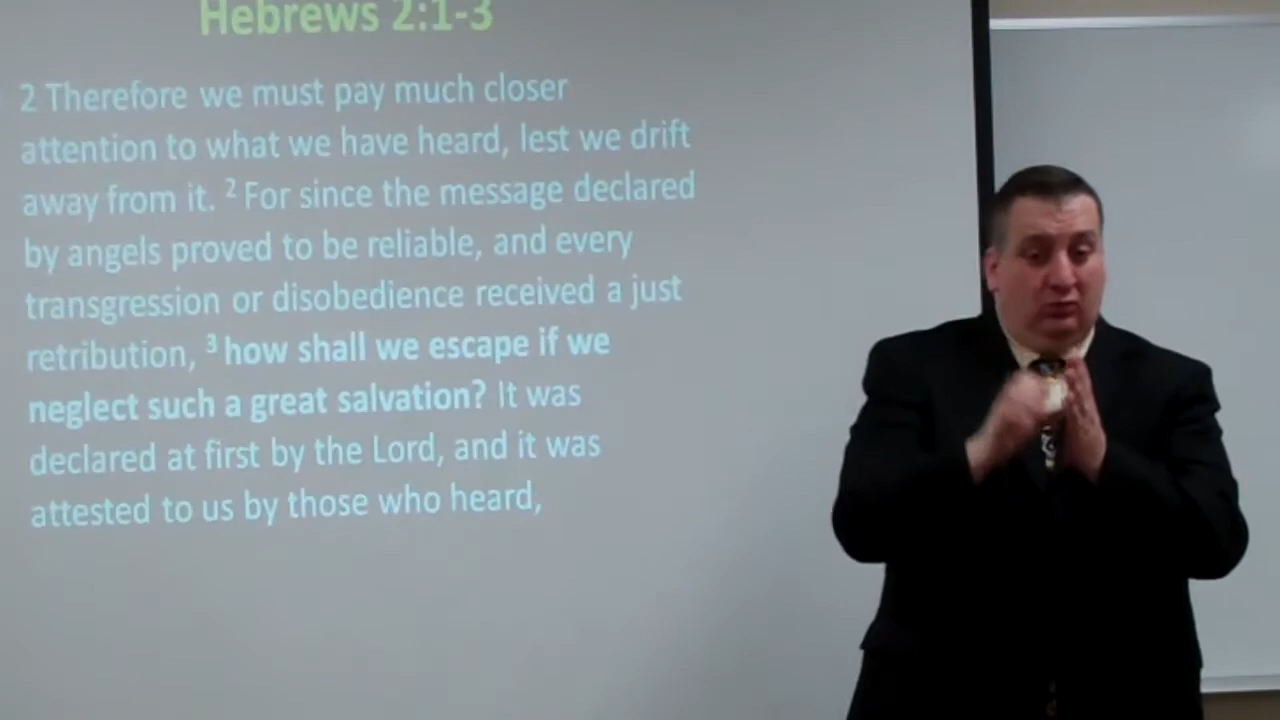 Hebrews 2:1-3
2 Therefore we must pay much closer
attention to what we have heard, lest we drift
away from it. ² For since the message declared
by angels proved to be reliable, and every
transgression or disobedience received a just
retribution, ³ how shall we escape if we
neglect such a great salvation? It was
declared at first by the Lord, and it was
attested to us by those who heard,